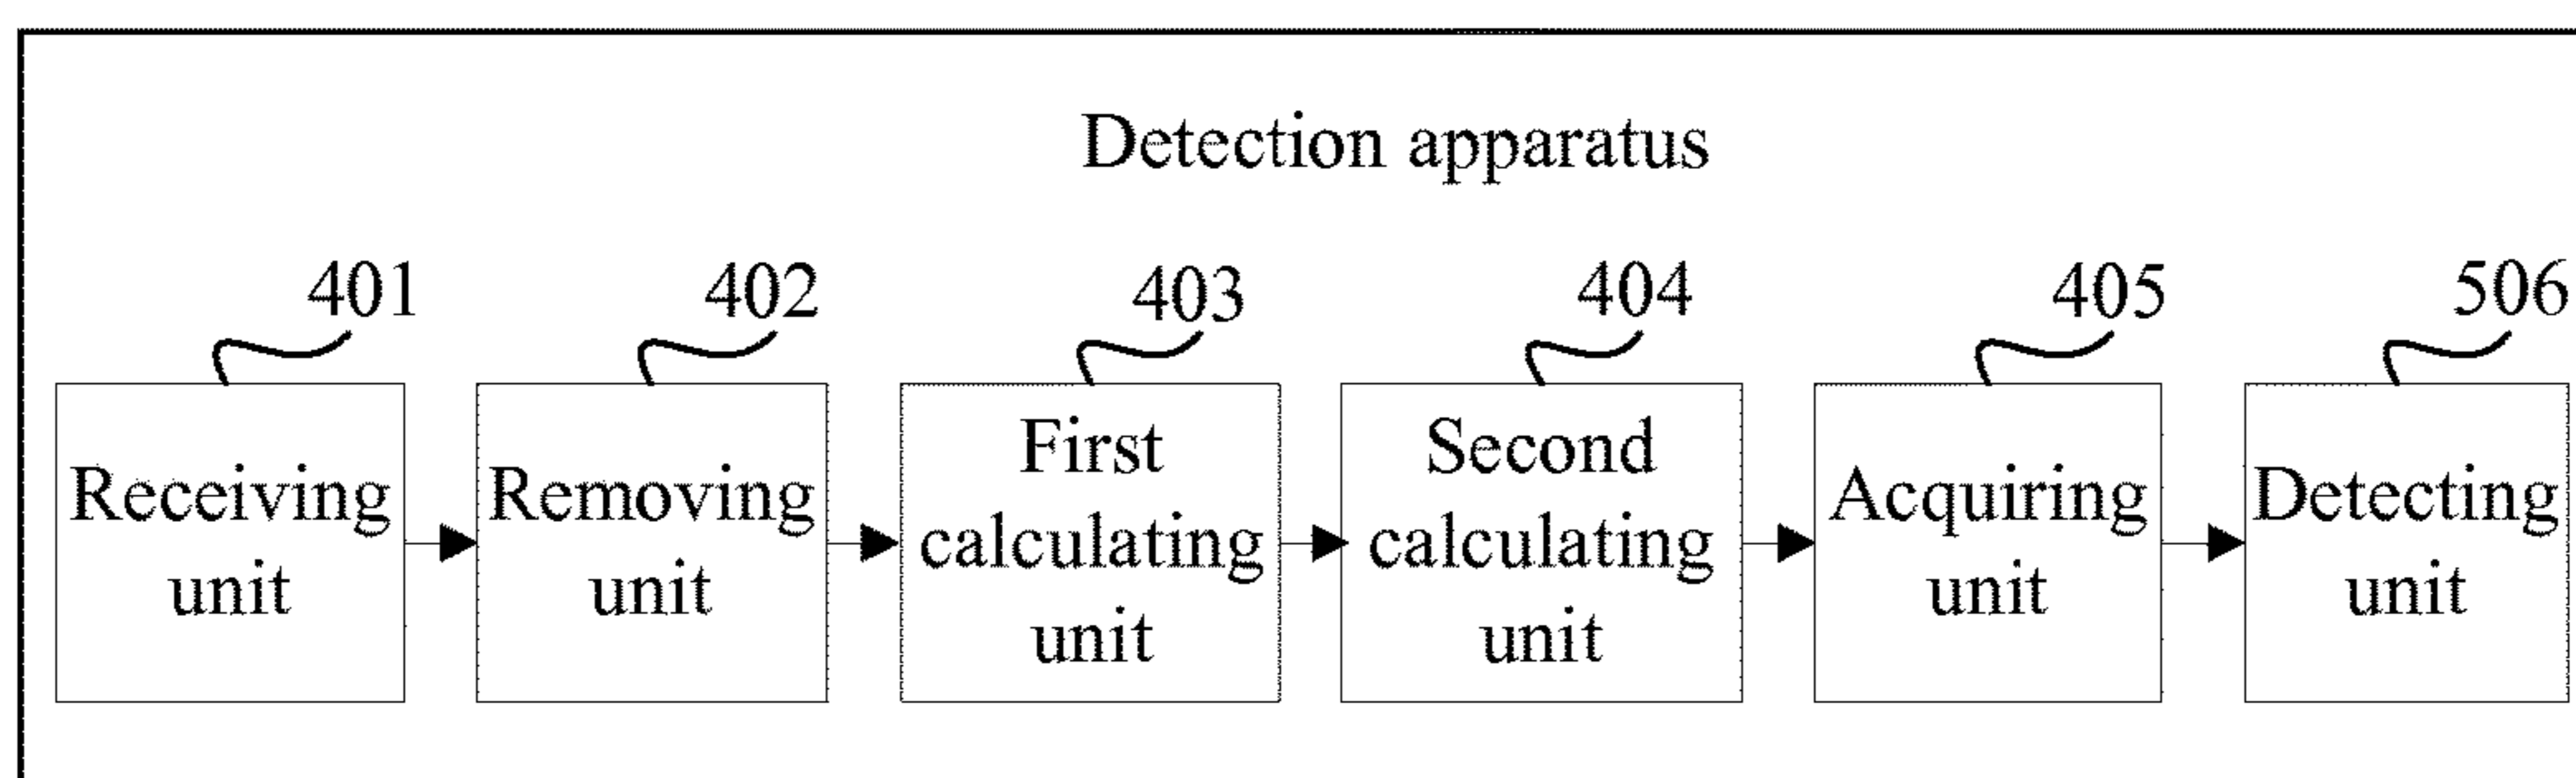 Detection apparatus
401 402 403 404 405 506
Receiving
unit
Removing
unit
First
calculating
unit
Second
calculating
unit
Acquiring
unit
Detecting
unit